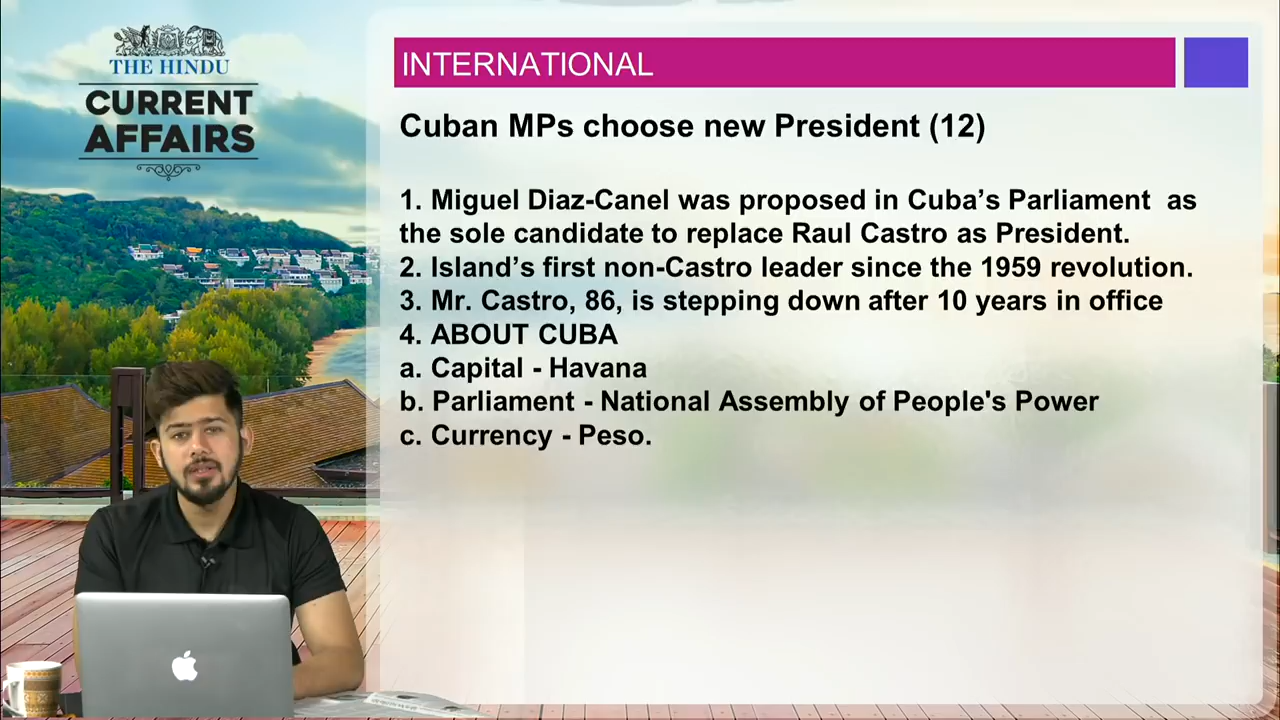 THE HINDU
CURRENT
AFFAIRS
INTERNATIONAL
Cuban MPs choose new President (12)
1. Miguel Diaz-Canel was proposed in Cuba's Parliament as
the sole candidate to replace Raul Castro as President.
2. Island's first non-Castro leader since the 1959 revolution.
3. Mr. Castro, 86, is stepping down after 10 years in office
4. ABOUT CUBA
a. Capital - Havana
b. Parliament - National Assembly of People's Power
c. Currency - Peso.